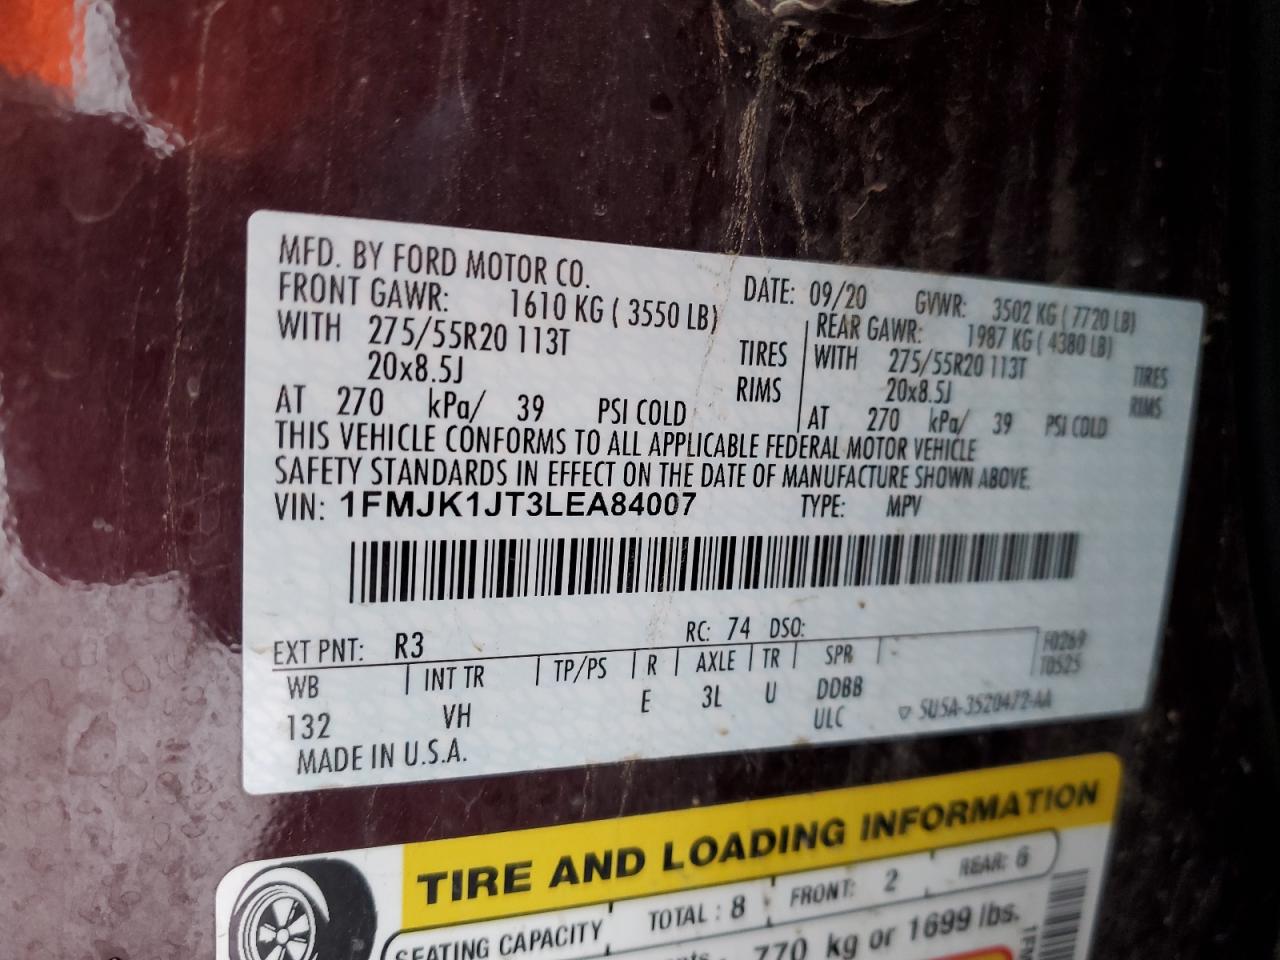 MFD. BY FORD MOTOR CO.
DATE: 09/20 GVWR: 3502 KG ( 7720 LB)
FRONT GAWR: 1610 KG ( 3550 LB)
REAR GAWR: 1987 KG ( 4380 LB)
WITH 275/55R20 113T TIRES
WITH 275/55R20 113T TIRES
20x8.5J RIMS
20x8.5J RIMS
AT 270 kPa/ 39 PSI COLD
AT 270 kPa/ 39 PSI COLD
THIS VEHICLE CONFORMS TO ALL APPLICABLE FEDERAL MOTOR VEHICLE
SAFETY STANDARDS IN EFFECT ON THE DATE OF MANUFACTURE SHOWN ABOVE.
VIN: 1FMJK1JT3LEA84007 TYPE: MPV
EXT PNT: R3 RC: 74 DSO:
F0269
T0525
WB INT TR TP/PS R AXLE TR SPR
132 VH E 3L U DDBB
ULC SU5A-3520472-AA
MADE IN U.S.A.
TIRE AND LOADING INFORMATION
SEATING CAPACITY TOTAL : 8 FRONT: 2 REAR: 6
770 kg or 1699 lbs.